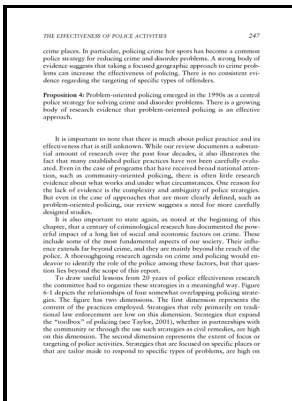 THE EFFECTIVENESS OF POLICE ACTIVITIES 247
crime places. In particular, policing crime hot spots has become a common
police strategy for reducing crime and disorder problems. A strong body of
evidence suggests that taking a focused geographic approach to crime prob-
lems can increase the effectiveness of policing. There is no consistent evi-
dence regarding the targeting of specific types of offenders.
Proposition 4: Problem-oriented policing emerged in the 1990s as a central
police strategy for solving crime and disorder problems. There is a growing
body of research evidence that problem-oriented policing is an effective
approach.
It is important to note that there is much about police practice and its
effectiveness that is still unknown. While our review documents a substan-
tial amount of research over the past four decades, it also illustrates the
fact that many established police practices have not been carefully evalu-
ated. Even in the case of programs that have received broad national atten-
tion, such as community-oriented policing, there is often little research
evidence about what works and under what circumstances. One reason for
the lack of evidence is the complexity and ambiguity of police strategies.
But even in the case of approaches that are more clearly defined, such as
problem-oriented policing, our review suggests a need for more carefully
designed studies.
It is also important to state again, as noted at the beginning of this
chapter, that a century of criminological research has documented the pow-
erful impact of a long list of social and economic factors on crime. These
include some of the most fundamental aspects of our society. Their influ-
ence extends far beyond crime, and they are mainly beyond the reach of the
police. A thoroughgoing research agenda on crime and policing would en-
deavor to identify the role of the police among these factors, but that ques-
tion lies beyond the scope of this report.
To draw useful lessons from 20 years of police effectiveness research
the committee had to organize these strategies in a meaningful way. Figure
6-1 depicts the relationships of four somewhat overlapping policing strate-
gies. The figure has two dimensions. The first dimension represents the
content of the practices employed. Strategies that rely primarily on tradi-
tional law enforcement are low on this dimension. Strategies that expand
the “toolbox” of policing (see Taylor, 2001), whether in partnerships with the
community or through the use such strategies as civil remedies, are high
on this dimension. The second dimension represents the extent of focus or
targeting of police activities. Strategies that are focused on specific places or
that are tailor made to respond to specific types of problems, are high on